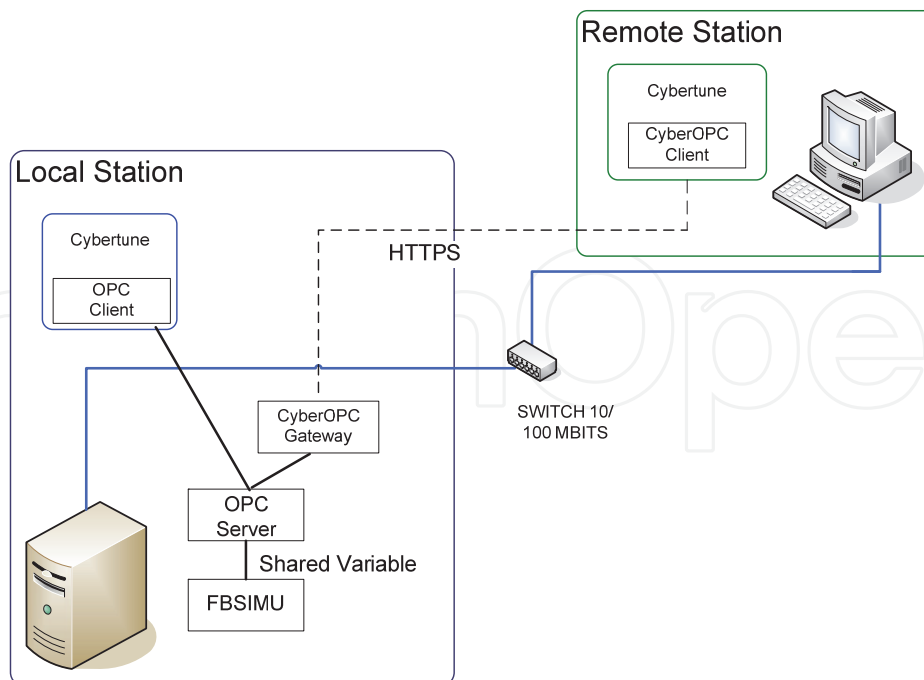 Remote Station
Cybertune
CyberOPC
Client
Local Station
Cybertune
OPC
Client
HTTPS
SWITCH 10/
100 MBITS
CyberOPC
Gateway
OPC
Server
Shared Variable
FBSIMU
nOpe